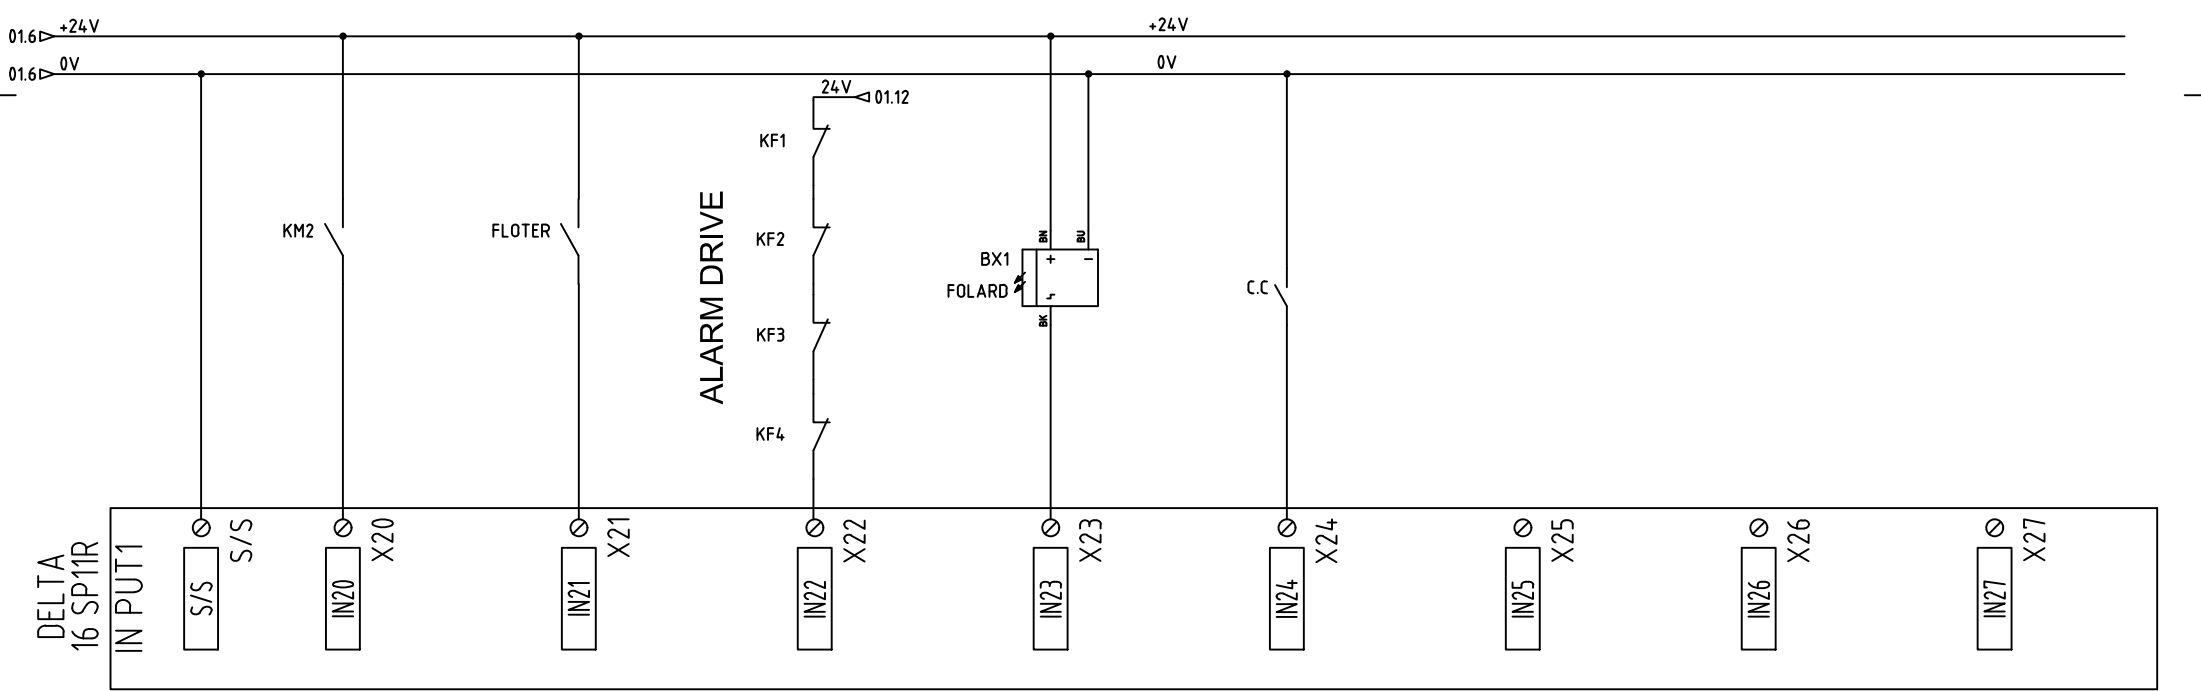 01.6 +24V +24V
01.6 0V 0V
24V 01.12
KF1
KM2
FLOTER
ALARM DRIVE
KF2
KF3
KF4
BN BU
BX1
+ -
FOLARD
BK
C.C
DELTA
16 SP11R
IN PUT1
S/S
S/S
X20
IN20
X21
IN21
X22
IN22
X23
IN23
X24
IN24
X25
IN25
X26
IN26
X27
IN27